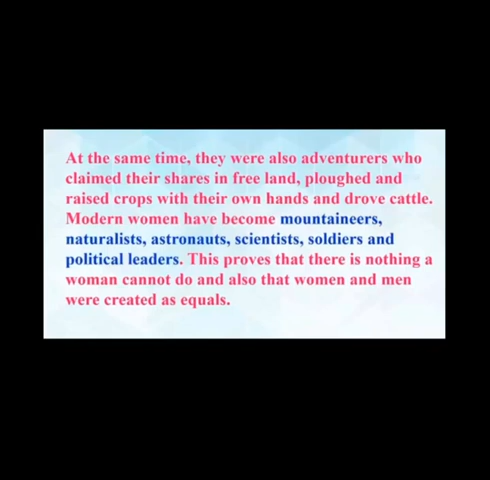 At the same time, they were also adventurers who
claimed their shares in free land, ploughed and
raised crops with their own hands and drove cattle.
Modern women have become mountaineers,
naturalists, astronauts, scientists, soldiers and
political leaders. This proves that there is nothing a
woman cannot do and also that women and men
were created as equals.